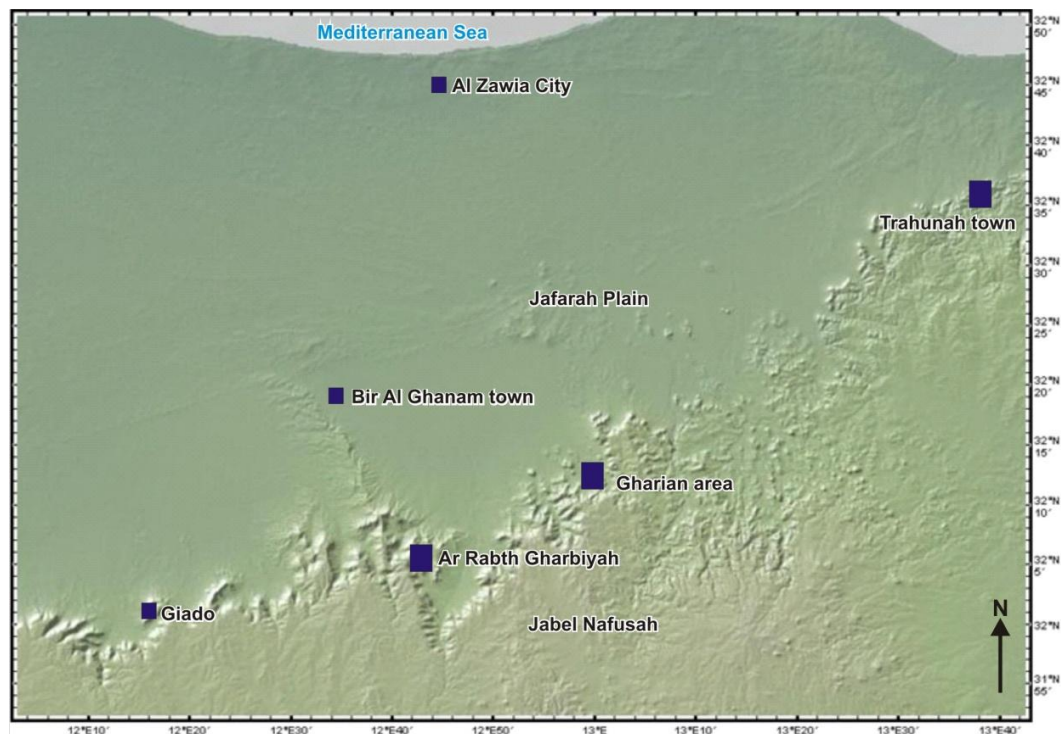 Mediterranean Sea
Al Zawia City
Trahunah town
Jafarah Plain
Bir Al Ghanam town
Gharian area
Ar Rabth Gharbiyah
Giado
Jabel Nafusah
N
32°N
50´
32°N
45´
32°N
40´
32°N
35´
32°N
30´
32°N
25´
32°N
20´
32°N
15´
32°N
10´
32°N
5´
32°N
31°N
55´
12°E10´ 12°E20´ 12°E30´ 12°E40´ 12°E50´ 13°E 13°E10´ 13°E20´ 13°E30´ 13°E40´